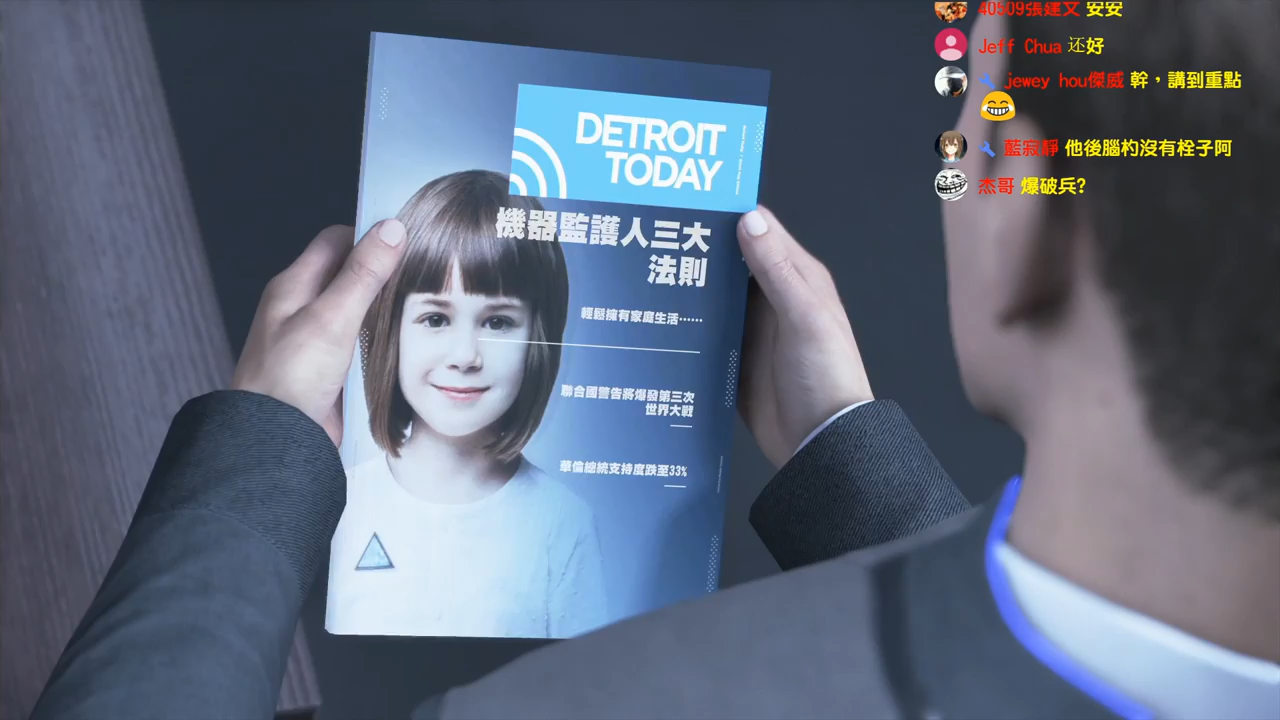 40509張建文 安安
Jeff Chua 还好
jewey hou傑威 幹，講到重點
藍寂靜 他後腦杓沒有栓子阿
杰哥 爆破兵?
DETROIT
TODAY
機器監護人三大
法則
輕鬆擁有家庭生活……
聯合國警告將爆發第三次
世界大戰
華倫總統支持度跌至33%